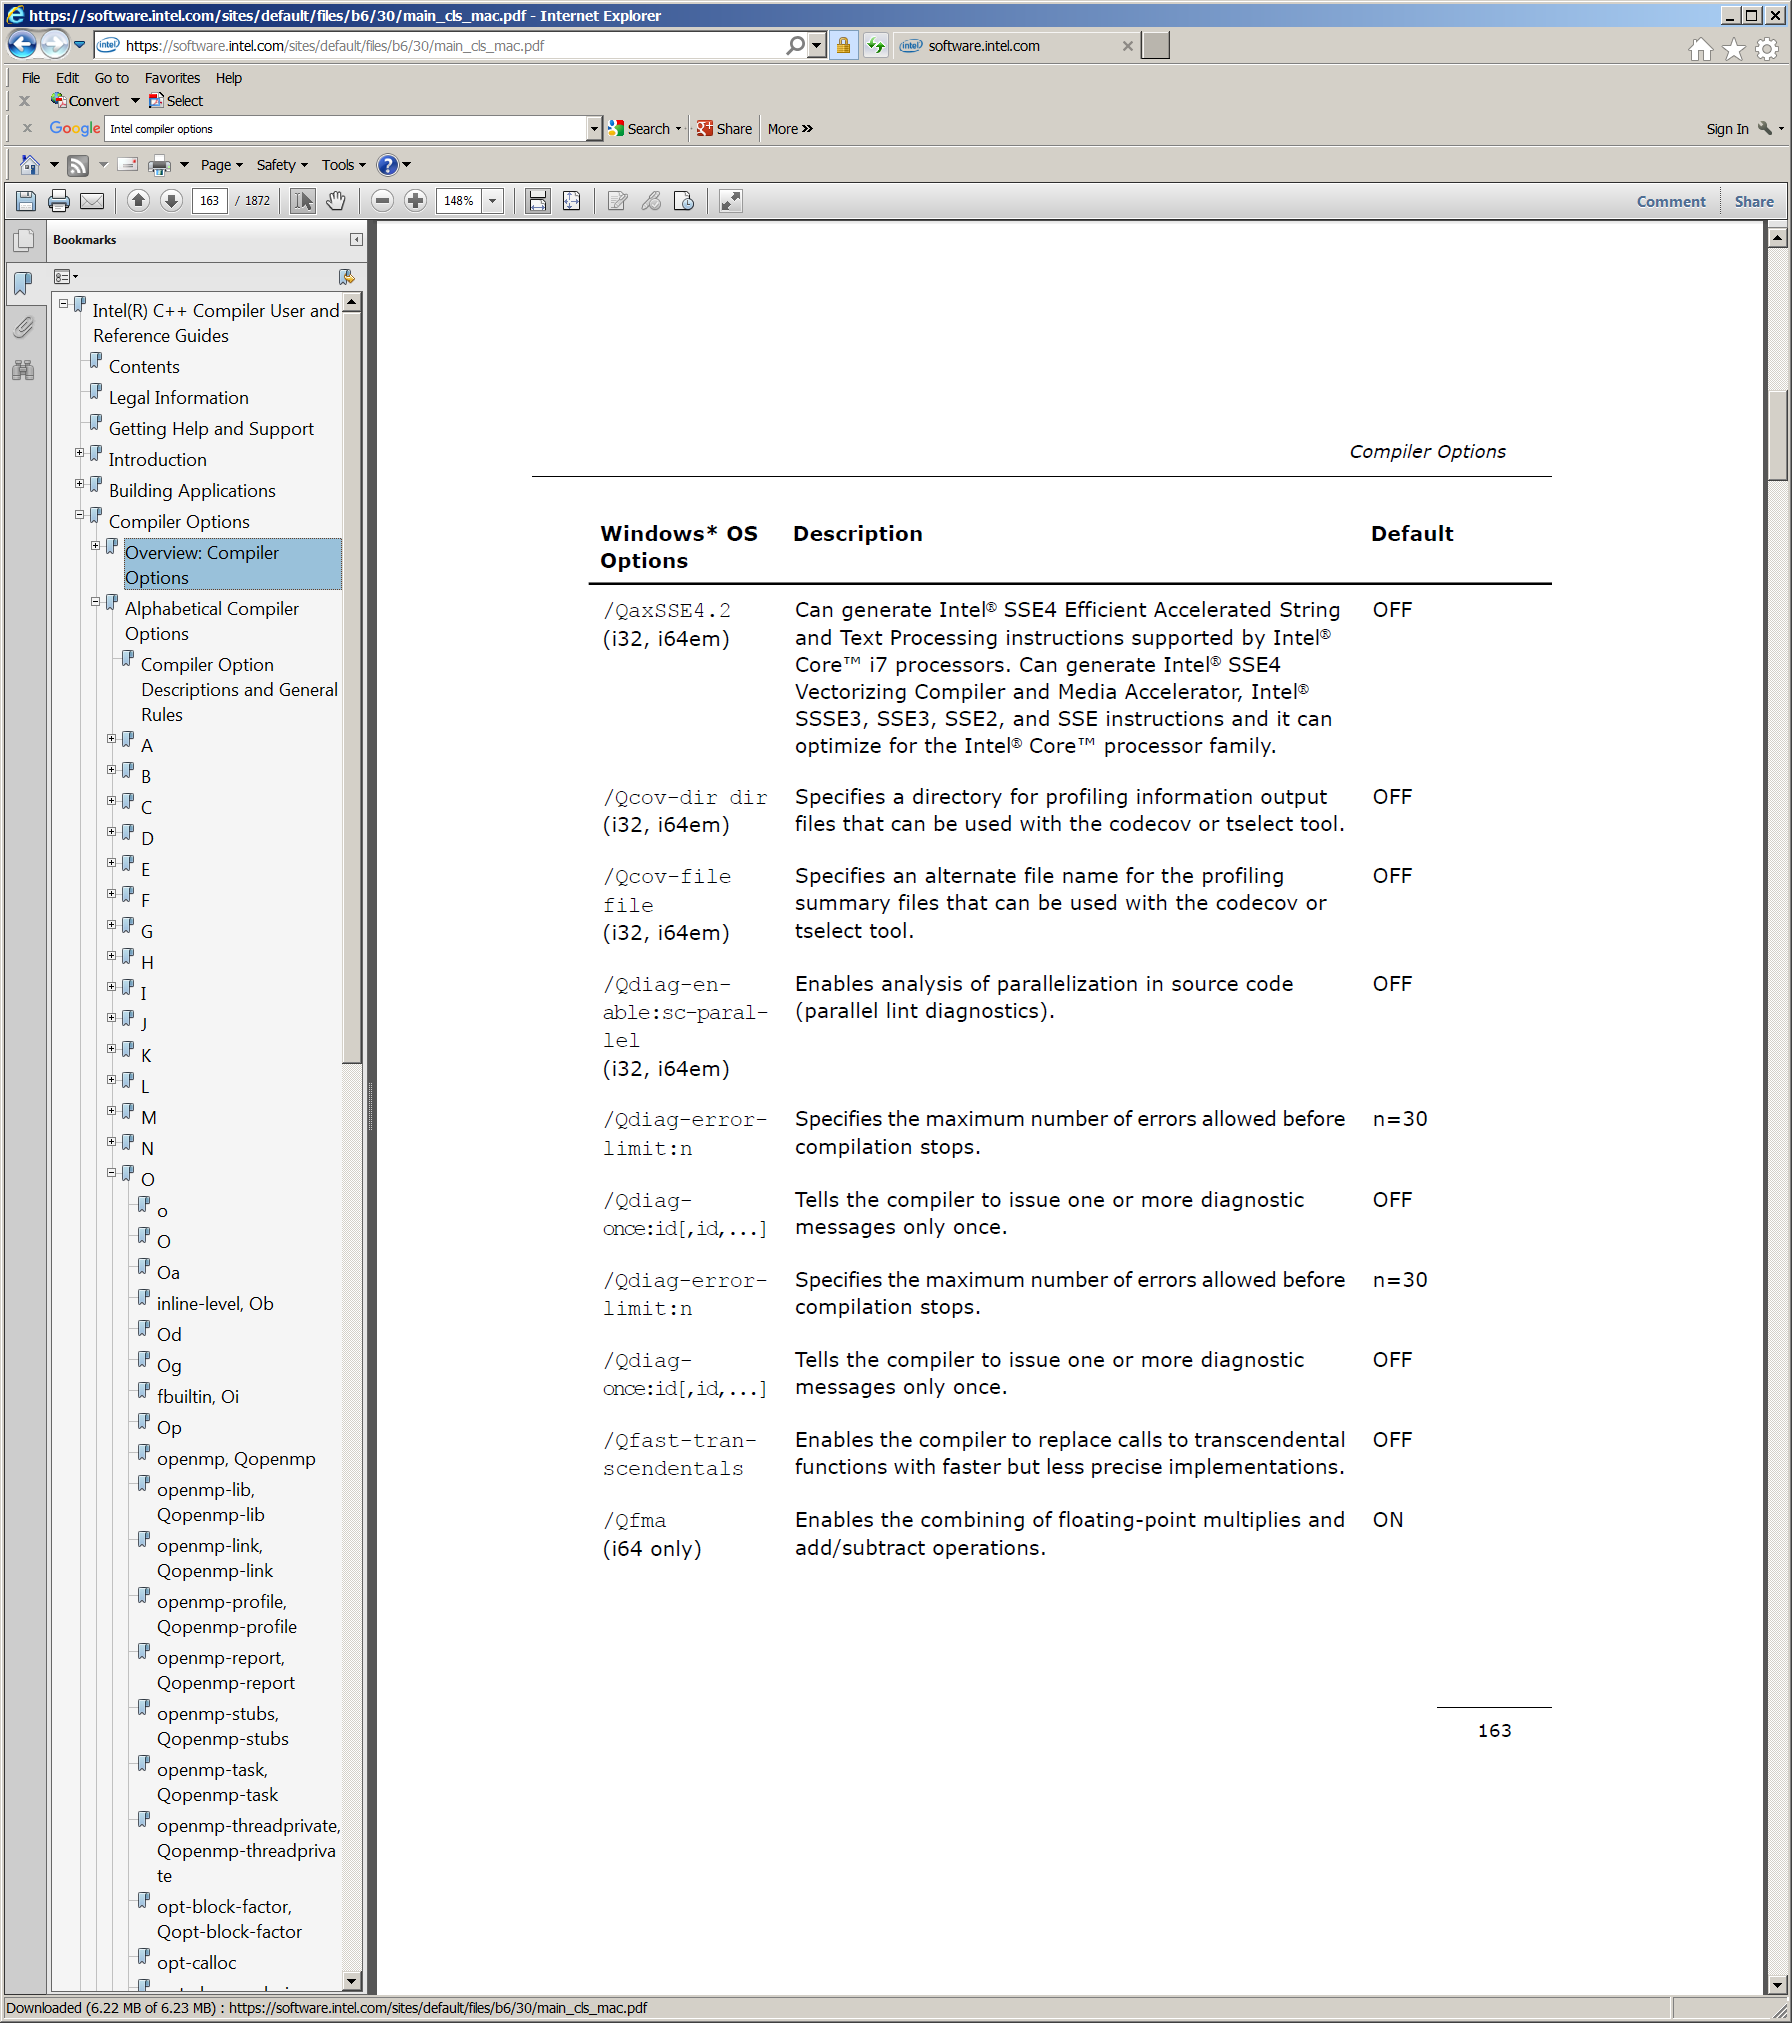 https://software.intel.com/sites/default/files/b6/30/main_cls_mac.pdf - Internet Explorer
https://software.intel.com/sites/default/files/b6/30/main_cls_mac.pdf
software.intel.com
File Edit Go to Favorites Help
x Convert Select
x Google Intel compiler options Search Share More »
Sign In
Page Safety Tools
163 / 1872 148% Comment Share
Bookmarks
Intel(R) C++ Compiler User and
Reference Guides
Contents
Legal Information
Getting Help and Support
Introduction
Building Applications
Compiler Options
Overview: Compiler
Options
Alphabetical Compiler
Options
Compiler Option
Descriptions and General
Rules
A
B
C
D
E
F
G
H
I
J
K
L
M
N
O
o
O
Oa
inline-level, Ob
Od
Og
fbuiltin, Oi
Op
openmp, Qopenmp
openmp-lib,
Qopenmp-lib
openmp-link,
Qopenmp-link
openmp-profile,
Qopenmp-profile
openmp-report,
Qopenmp-report
openmp-stubs,
Qopenmp-stubs
openmp-task,
Qopenmp-task
openmp-threadprivate,
Qopenmp-threadpriva
te
opt-block-factor,
Qopt-block-factor
opt-calloc
Compiler Options
Windows* OS Description Default
Options
/QaxSSE4.2 Can generate Intel® SSE4 Efficient Accelerated String OFF
(i32, i64em) and Text Processing instructions supported by Intel®
Core™ i7 processors. Can generate Intel® SSE4
Vectorizing Compiler and Media Accelerator, Intel®
SSSE3, SSE3, SSE2, and SSE instructions and it can
optimize for the Intel® Core™ processor family.
/Qcov-dir dir Specifies a directory for profiling information output OFF
(i32, i64em) files that can be used with the codecov or tselect tool.
/Qcov-file Specifies an alternate file name for the profiling OFF
file summary files that can be used with the codecov or
(i32, i64em) tselect tool.
/Qdiag-en- Enables analysis of parallelization in source code OFF
able:sc-paral- (parallel lint diagnostics).
lel
(i32, i64em)
/Qdiag-error- Specifies the maximum number of errors allowed before n=30
limit:n compilation stops.
/Qdiag- Tells the compiler to issue one or more diagnostic OFF
once:id[,id,...] messages only once.
/Qdiag-error- Specifies the maximum number of errors allowed before n=30
limit:n compilation stops.
/Qdiag- Tells the compiler to issue one or more diagnostic OFF
once:id[,id,...] messages only once.
/Qfast-tran- Enables the compiler to replace calls to transcendental OFF
scendentals functions with faster but less precise implementations.
/Qfma Enables the combining of floating-point multiplies and ON
(i64 only) add/subtract operations.
163
Downloaded (6.22 MB of 6.23 MB) : https://software.intel.com/sites/default/files/b6/30/main_cls_mac.pdf